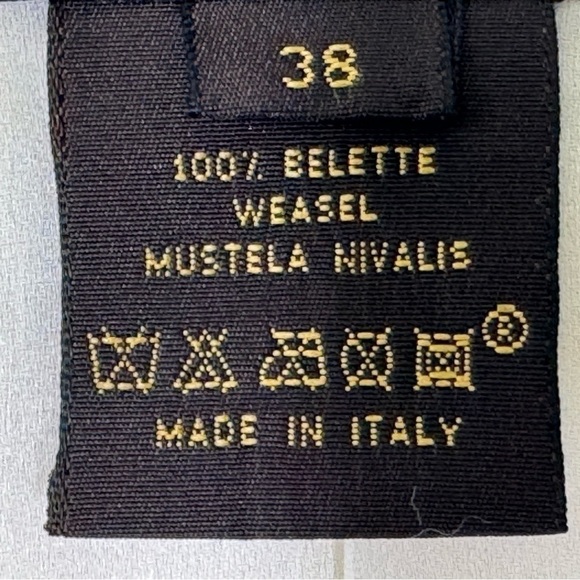 38
100% BELETTE
WEASEL
MUSTELA NIVALIS
®
MADE IN ITALY